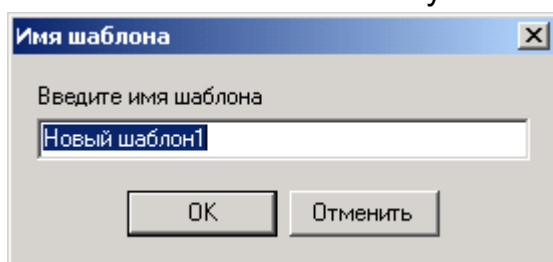 Имя шаблона
Введите имя шаблона
Новый шаблон1
OK Отменить